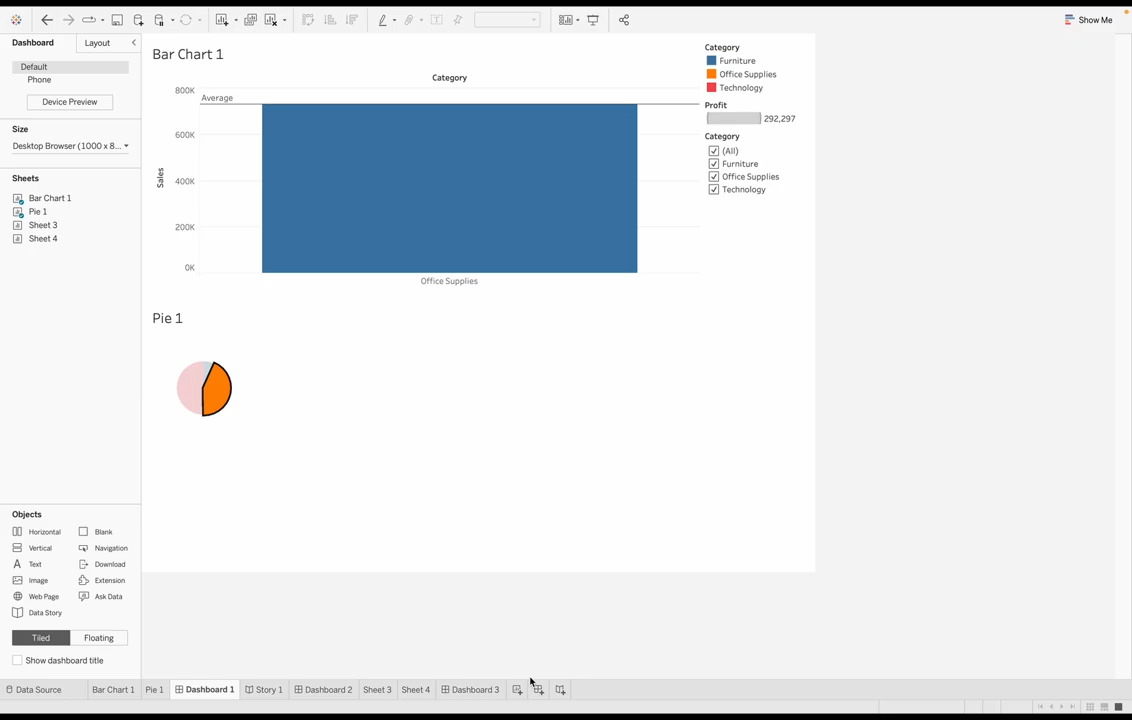 Show Me
Dashboard
Layout
Default
Phone
Device Preview
Size
Desktop Browser (1000 x 8...
Sheets
Bar Chart 1
Pie 1
Sheet 3
Sheet 4
Objects
Horizontal
Blank
Vertical
Navigation
Text
Download
Image
Extension
Web Page
Ask Data
Data Story
Tiled
Floating
Show dashboard title
Bar Chart 1
Category
800K
Average
600K
400K
200K
0K
Sales
Office Supplies
Pie 1
Category
Furniture
Office Supplies
Technology
Profit
292,297
Category
(All)
Furniture
Office Supplies
Technology
Data Source
Bar Chart 1
Pie 1
Dashboard 1
Story 1
Dashboard 2
Sheet 3
Sheet 4
Dashboard 3